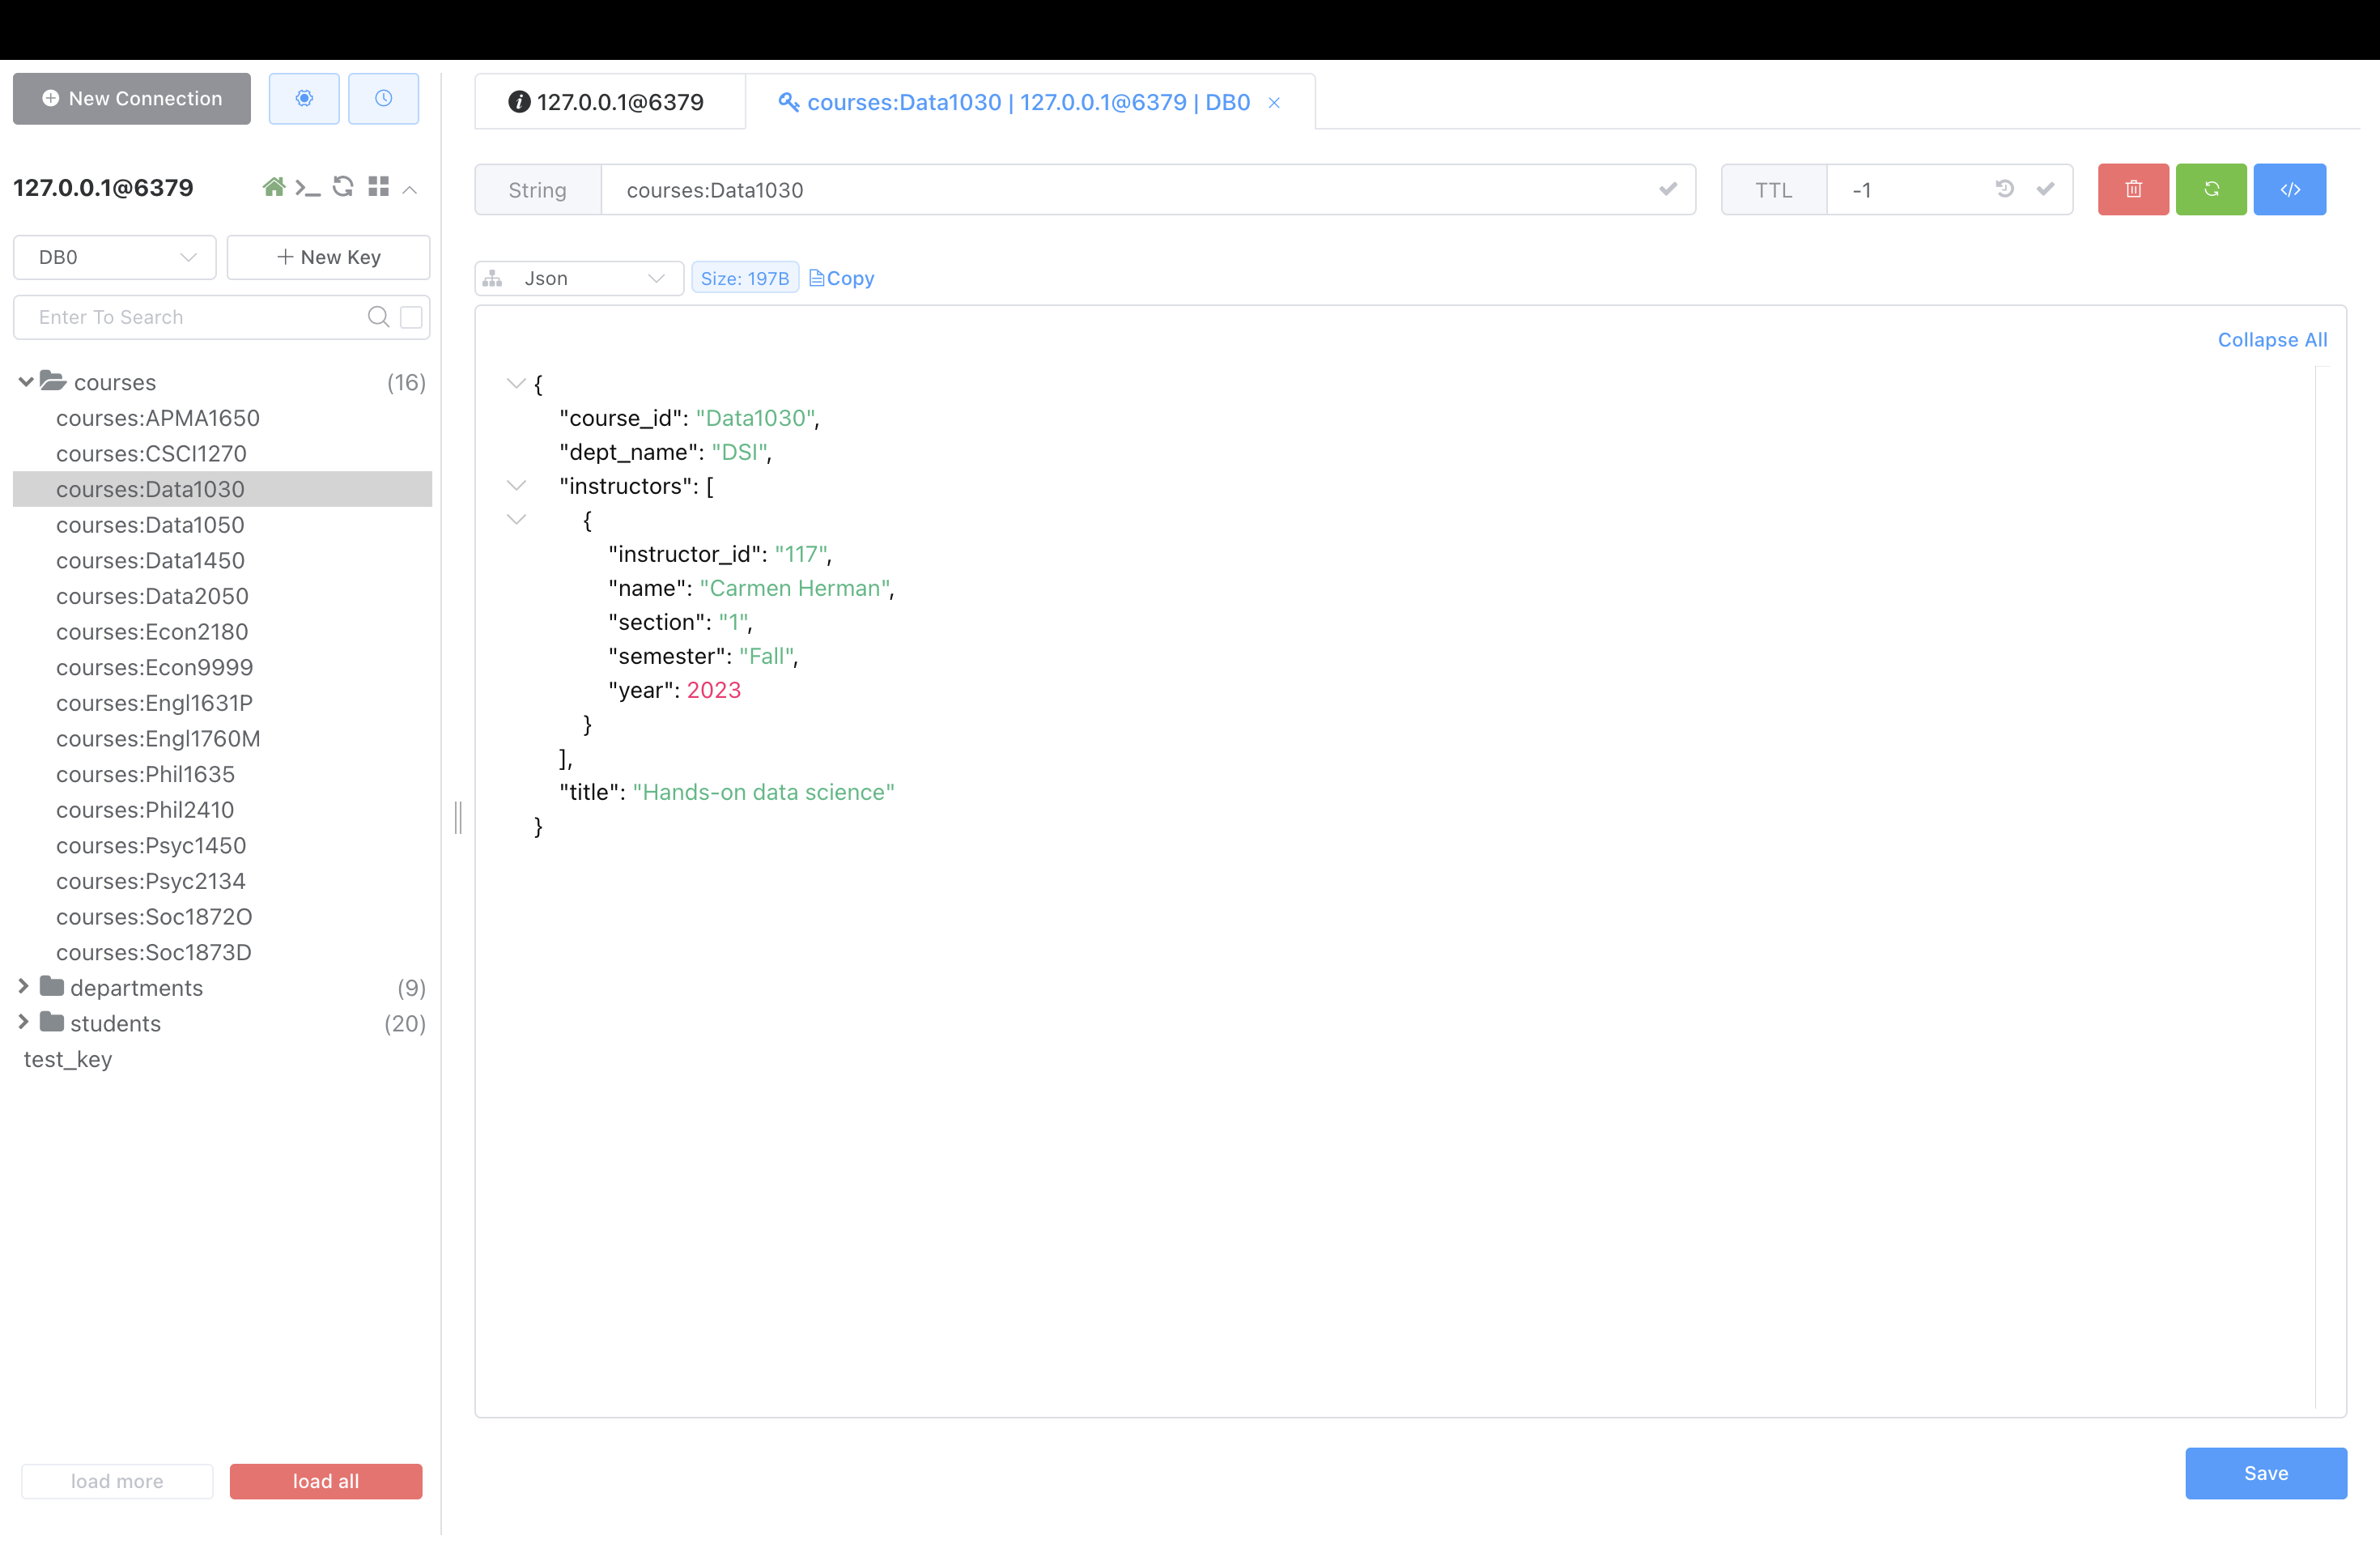 New Connection
127.0.0.1@6379
DB0
+ New Key
Enter To Search
courses (16)
courses:APMA1650
courses:CSCI1270
courses:Data1030
courses:Data1050
courses:Data1450
courses:Data2050
courses:Econ2180
courses:Econ9999
courses:Engl1631P
courses:Engl1760M
courses:Phil1635
courses:Phil2410
courses:Psyc1450
courses:Psyc2134
courses:Soc1872O
courses:Soc1873D
departments (9)
students (20)
test_key
load more
load all
127.0.0.1@6379
courses:Data1030 | 127.0.0.1@6379 | DB0
String courses:Data1030
TTL -1
Json
Size: 197B
Copy
Collapse All
{
"course_id": "Data1030",
"dept_name": "DSI",
"instructors": [
{
"instructor_id": "117",
"name": "Carmen Herman",
"section": "1",
"semester": "Fall",
"year": 2023
}
],
"title": "Hands-on data science"
}
Save